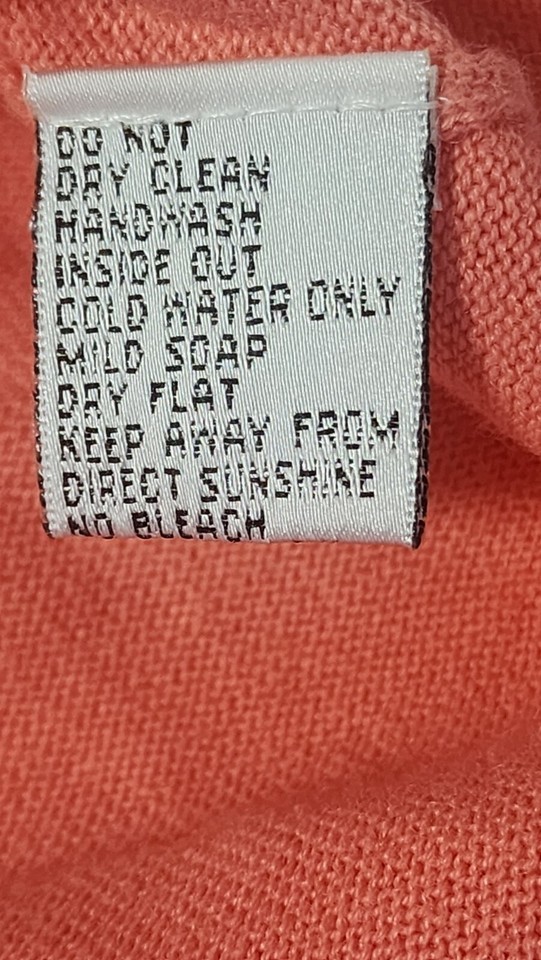 DO NOT
DRY CLEAN
HANDWASH
INSIDE OUT
COLD WATER ONLY
MILD SOAP
DRY FLAT
KEEP AWAY FROM
DIRECT SUNSHINE
NO BLEACH